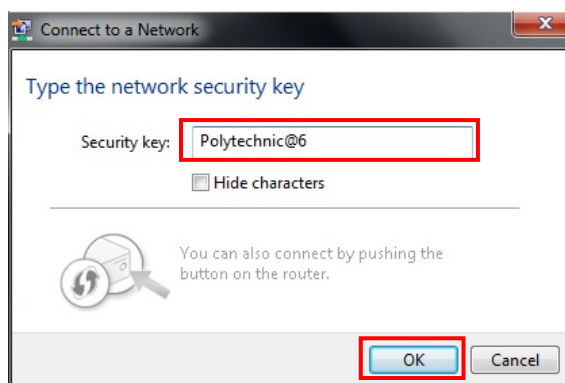 Connect to a Network
Type the network security key
Security key: Polytechnic@6
Hide characters
You can also connect by pushing the
button on the router.
OK Cancel